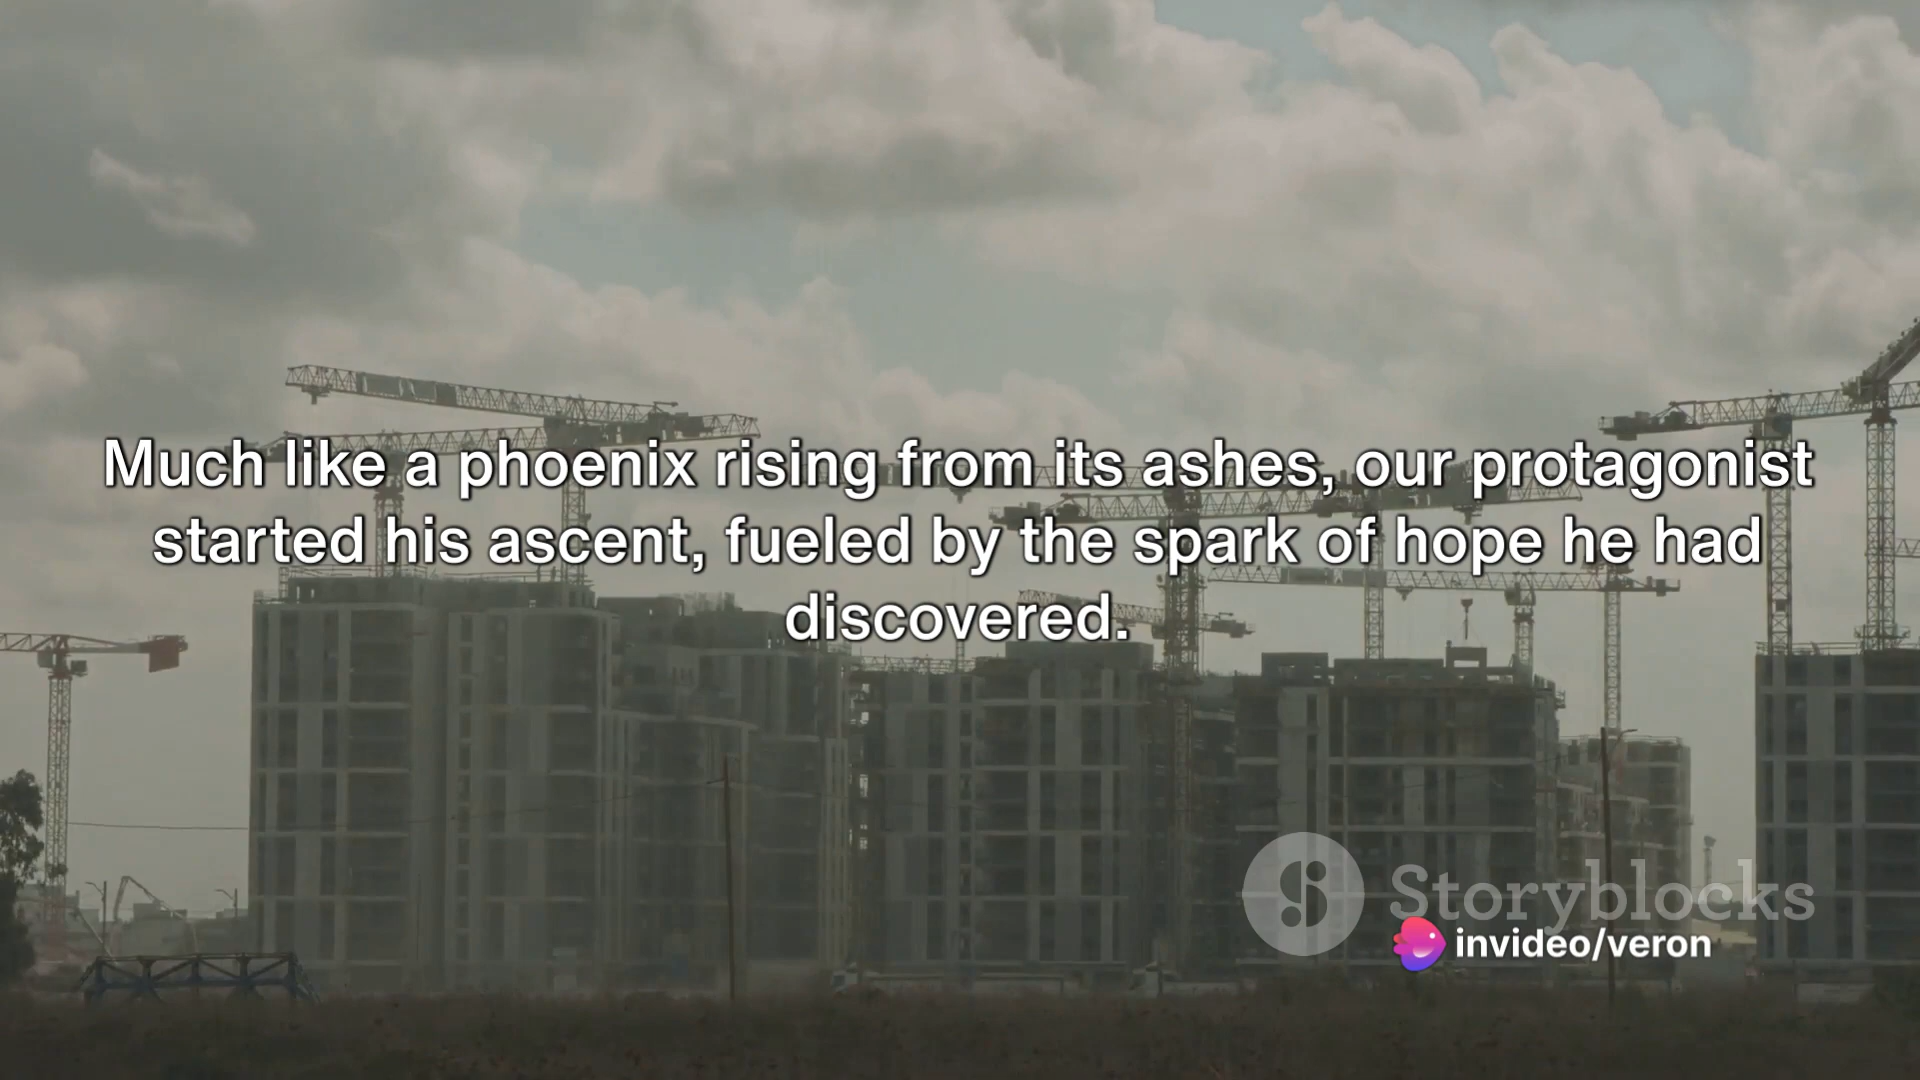 Much like a phoenix rising from its ashes, our protagonist
started his ascent, fueled by the spark of hope he had
discovered.
Storyblocks
invideo/veron